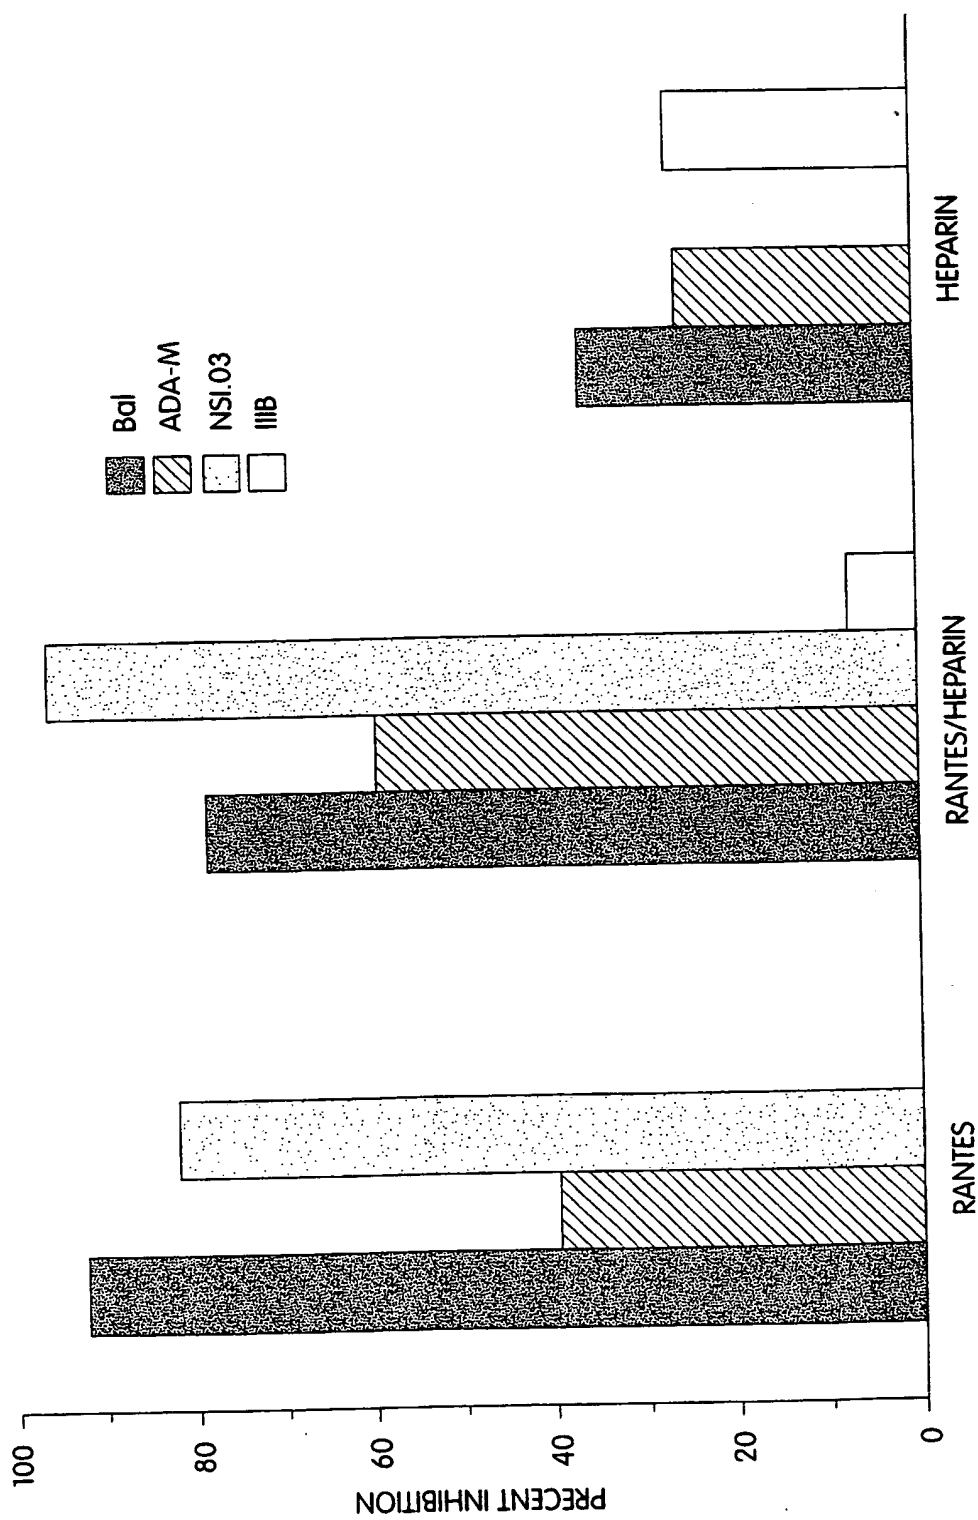 PRECENT INHIBITION
100
80
60
40
20
0
Bal
ADA-M
NSI.03
IIIB
RANTES
RANTES/HEPARIN
HEPARIN